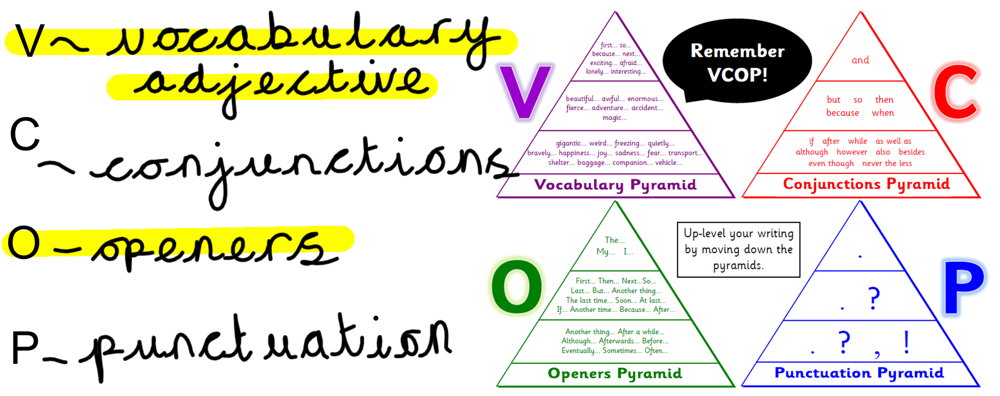 V~ vocabulary
adjective
C
~ conjunctions
O - openers
P - punctuation
V
first... so...
because... next...
exciting... afraid...
lonely... interesting...
beautiful... awful... enormous...
fierce... adventure... accident...
magic...
gigantic... weird... freezing... quietly...
bravely... happiness... joy... sadness... fear... transport...
shelter... baggage... companion... vehicle...
Vocabulary Pyramid
Remember
VCOP!
C
and
but so then
because when
if after while as well as
although however also besides
even though never the less
Conjunctions Pyramid
O
The...
My... I...
First... Then... Next...So...
Last... But... Another thing...
The last time... Soon... At last...
If... Another time... Because... After...
Another thing... After a while...
Although... Afterwards... Before...
Eventually... Sometimes... Often...
Openers Pyramid
Up-level your writing
by moving down the
pyramids.
P
.
. ?
. ? , !
Punctuation Pyramid